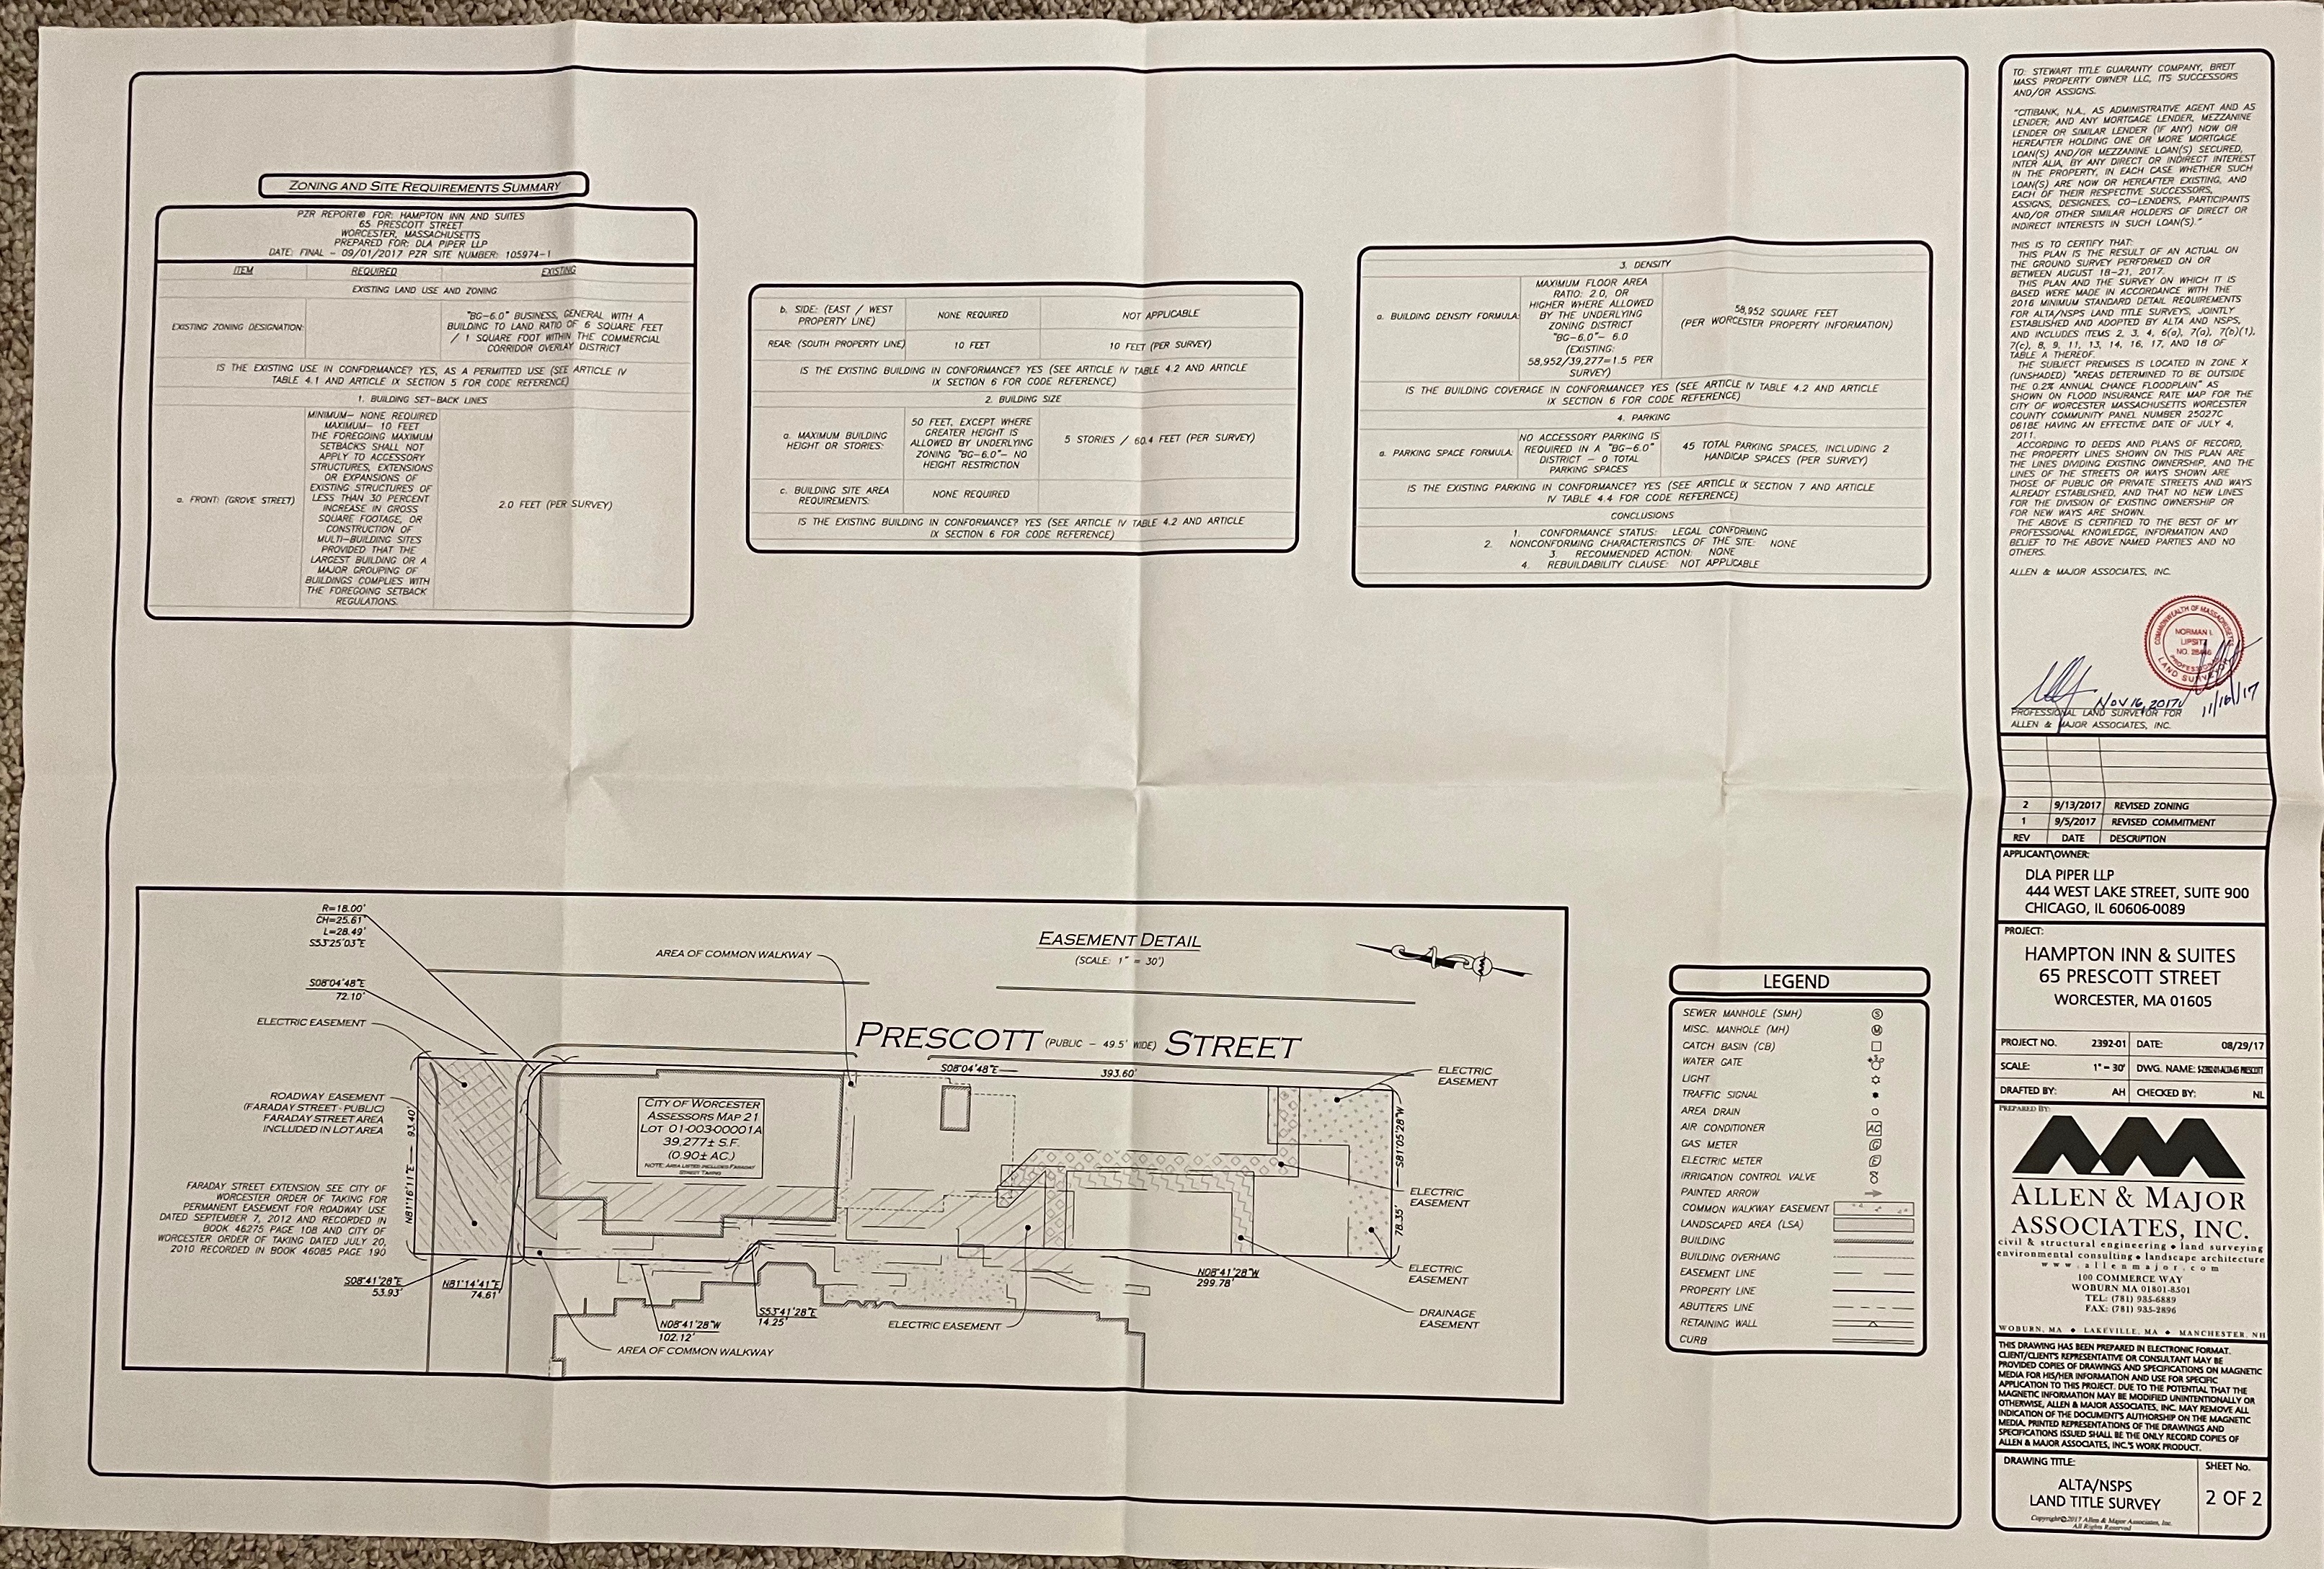 ZONING AND SITE REQUIREMENTS SUMMARY
PZR REPORT® FOR: HAMPTON INN AND SUITES
65 PRESCOTT STREET
WORCESTER, MASSACHUSETTS
PREPARED FOR: DLA PIPER LLP
DATE: FINAL - 09/01/2017 PZR SITE NUMBER: 105974-1
ITEM REQUIRED EXISTING
EXISTING LAND USE AND ZONING
EXISTING ZONING DESIGNATION:
"BG-6.0" BUSINESS, GENERAL WITH A
BUILDING TO LAND RATIO OF 6 SQUARE FEET
/ 1 SQUARE FOOT WITHIN THE COMMERCIAL
CORRIDOR OVERLAY DISTRICT
IS THE EXISTING USE IN CONFORMANCE? YES, AS A PERMITTED USE (SEE ARTICLE IV
TABLE 4.1 AND ARTICLE IX SECTION 5 FOR CODE REFERENCE)
1. BUILDING SET-BACK LINES
a. FRONT: (GROVE STREET)
MINIMUM- NONE REQUIRED
MAXIMUM- 10 FEET
THE FOREGOING MAXIMUM
SETBACKS SHALL NOT
APPLY TO ACCESSORY
STRUCTURES, EXTENSIONS
OR EXPANSIONS OF
EXISTING STRUCTURES OF
LESS THAN 30 PERCENT
INCREASE IN GROSS
SQUARE FOOTAGE, OR
CONSTRUCTION OF
MULTI-BUILDING SITES
PROVIDED THAT THE
LARGEST BUILDING OR A
MAJOR GROUPING OF
BUILDINGS COMPLIES WITH
THE FOREGOING SETBACK
REGULATIONS.
2.0 FEET (PER SURVEY)
b. SIDE: (EAST / WEST
PROPERTY LINE)
NONE REQUIRED
NOT APPLICABLE
REAR: (SOUTH PROPERTY LINE)
10 FEET
10 FEET (PER SURVEY)
IS THE EXISTING BUILDING IN CONFORMANCE? YES (SEE ARTICLE IV TABLE 4.2 AND ARTICLE
IX SECTION 6 FOR CODE REFERENCE)
2. BUILDING SIZE
a. MAXIMUM BUILDING
HEIGHT OR STORIES:
50 FEET, EXCEPT WHERE
GREATER HEIGHT IS
ALLOWED BY UNDERLYING
ZONING "BG-6.0"- NO
HEIGHT RESTRICTION
5 STORIES / 60.4 FEET (PER SURVEY)
c. BUILDING SITE AREA
REQUIREMENTS:
NONE REQUIRED
IS THE EXISTING BUILDING IN CONFORMANCE? YES (SEE ARTICLE IV TABLE 4.2 AND ARTICLE
IX SECTION 6 FOR CODE REFERENCE)
3. DENSITY
a. BUILDING DENSITY FORMULA:
MAXIMUM FLOOR AREA
RATIO: 2.0, OR
HIGHER WHERE ALLOWED
BY THE UNDERLYING
ZONING DISTRICT
"BG-6.0"- 6.0
(EXISTING:
58,952/39,277=1.5 PER
SURVEY)
58,952 SQUARE FEET
(PER WORCESTER PROPERTY INFORMATION)
IS THE BUILDING COVERAGE IN CONFORMANCE? YES (SEE ARTICLE IV TABLE 4.2 AND ARTICLE
IX SECTION 6 FOR CODE REFERENCE)
4. PARKING
a. PARKING SPACE FORMULA:
NO ACCESSORY PARKING IS
REQUIRED IN A "BG-6.0"
DISTRICT - 0 TOTAL
PARKING SPACES
45 TOTAL PARKING SPACES, INCLUDING 2
HANDICAP SPACES (PER SURVEY)
IS THE EXISTING PARKING IN CONFORMANCE? YES (SEE ARTICLE IX SECTION 7 AND ARTICLE
IV TABLE 4.4 FOR CODE REFERENCE)
CONCLUSIONS
1. CONFORMANCE STATUS: LEGAL CONFORMING
2. NONCONFORMING CHARACTERISTICS OF THE SITE: NONE
3. RECOMMENDED ACTION: NONE
4. REBUILDABILITY CLAUSE: NOT APPLICABLE
EASEMENT DETAIL
(SCALE: 1" = 30')
R=18.00'
CH=25.61'
L=28.49'
S53°25'03"E
S08°04'48"E
72.10'
ELECTRIC EASEMENT
ROADWAY EASEMENT
(FARADAY STREET - PUBLIC)
FARADAY STREET AREA
INCLUDED IN LOT AREA
FARADAY STREET EXTENSION SEE CITY OF
WORCESTER ORDER OF TAKING FOR
PERMANENT EASEMENT FOR ROADWAY USE
DATED SEPTEMBER 7, 2012 AND RECORDED IN
BOOK 46275 PAGE 108 AND CITY OF
WORCESTER ORDER OF TAKING DATED JULY 20,
2010 RECORDED IN BOOK 46085 PAGE 190
N81°16'11"E 93.40'
S08°41'28"E
53.93'
N81°14'41"E
74.61'
AREA OF COMMON WALKWAY
PRESCOTT (PUBLIC - 49.5' WIDE) STREET
S08°04'48"E
393.60'
CITY OF WORCESTER
ASSESSORS MAP 21
LOT 01-003-00001A
39,277± S.F.
(0.90± AC.)
NOTE: AREA LISTED INCLUDES FARADAY
STREET TAKING
ELECTRIC
EASEMENT
S81°05'28"W
78.35'
ELECTRIC
EASEMENT
ELECTRIC
EASEMENT
DRAINAGE
EASEMENT
N08°41'28"W
299.78'
ELECTRIC EASEMENT
S53°41'28"E
14.25'
N08°41'28"W
102.12'
AREA OF COMMON WALKWAY
LEGEND
SEWER MANHOLE (SMH) S
MISC. MANHOLE (MH) M
CATCH BASIN (CB)
WATER GATE
LIGHT
TRAFFIC SIGNAL
AREA DRAIN
AIR CONDITIONER AC
GAS METER G
ELECTRIC METER E
IRRIGATION CONTROL VALVE
PAINTED ARROW
COMMON WALKWAY EASEMENT
LANDSCAPED AREA (LSA)
BUILDING
BUILDING OVERHANG
EASEMENT LINE
PROPERTY LINE
ABUTTERS LINE
RETAINING WALL
CURB
TO: STEWART TITLE GUARANTY COMPANY, BREIT
MASS PROPERTY OWNER LLC, ITS SUCCESSORS
AND/OR ASSIGNS.
"CITIBANK, N.A., AS ADMINISTRATIVE AGENT AND AS
LENDER; AND ANY MORTGAGE LENDER, MEZZANINE
LENDER OR SIMILAR LENDER (IF ANY) NOW OR
HEREAFTER HOLDING ONE OR MORE MORTGAGE
LOAN(S) AND/OR MEZZANINE LOAN(S) SECURED,
INTER ALIA, BY ANY DIRECT OR INDIRECT INTEREST
IN THE PROPERTY, IN EACH CASE WHETHER SUCH
LOAN(S) ARE NOW OR HEREAFTER EXISTING, AND
EACH OF THEIR RESPECTIVE SUCCESSORS,
ASSIGNS, DESIGNEES, CO-LENDERS, PARTICIPANTS
AND/OR OTHER SIMILAR HOLDERS OF DIRECT OR
INDIRECT INTERESTS IN SUCH LOAN(S)."
THIS IS TO CERTIFY THAT:
THIS PLAN IS THE RESULT OF AN ACTUAL ON
THE GROUND SURVEY PERFORMED ON OR
BETWEEN AUGUST 18-21, 2017.
THIS PLAN AND THE SURVEY ON WHICH IT IS
BASED WERE MADE IN ACCORDANCE WITH THE
2016 MINIMUM STANDARD DETAIL REQUIREMENTS
FOR ALTA/NSPS LAND TITLE SURVEYS, JOINTLY
ESTABLISHED AND ADOPTED BY ALTA AND NSPS,
AND INCLUDES ITEMS 2, 3, 4, 6(a), 7(a), 7(b)(1),
7(c), 8, 9, 11, 13, 14, 16, 17, AND 18 OF
TABLE A THEREOF.
THE SUBJECT PREMISES IS LOCATED IN ZONE X
(UNSHADED) "AREAS DETERMINED TO BE OUTSIDE
THE 0.2% ANNUAL CHANCE FLOODPLAIN" AS
SHOWN ON FLOOD INSURANCE RATE MAP FOR THE
CITY OF WORCESTER MASSACHUSETTS WORCESTER
COUNTY COMMUNITY PANEL NUMBER 25027C
0618E HAVING AN EFFECTIVE DATE OF JULY 4,
2011.
ACCORDING TO DEEDS AND PLANS OF RECORD,
THE PROPERTY LINES SHOWN ON THIS PLAN ARE
THE LINES DIVIDING EXISTING OWNERSHIP, AND THE
LINES OF THE STREETS OR WAYS SHOWN ARE
THOSE OF PUBLIC OR PRIVATE STREETS AND WAYS
ALREADY ESTABLISHED, AND THAT NO NEW LINES
FOR THE DIVISION OF EXISTING OWNERSHIP OR
FOR NEW WAYS ARE SHOWN.
THE ABOVE IS CERTIFIED TO THE BEST OF MY
PROFESSIONAL KNOWLEDGE, INFORMATION AND
BELIEF TO THE ABOVE NAMED PARTIES AND NO
OTHERS.
ALLEN & MAJOR ASSOCIATES, INC.
COMMONWEALTH OF MASSACHUSETTS
NORMAN I.
LIPSITZ
NO. 28446
PROFESSIONAL
LAND SURVEYOR
Nov 16, 2017
11/16/17
PROFESSIONAL LAND SURVEYOR FOR
ALLEN & MAJOR ASSOCIATES, INC.
2 9/13/2017 REVISED ZONING
1 9/5/2017 REVISED COMMITMENT
REV DATE DESCRIPTION
APPLICANT\OWNER:
DLA PIPER LLP
444 WEST LAKE STREET, SUITE 900
CHICAGO, IL 60606-0089
PROJECT:
HAMPTON INN & SUITES
65 PRESCOTT STREET
WORCESTER, MA 01605
PROJECT NO. 2392-01 DATE: 08/29/17
SCALE: 1" = 30' DWG. NAME:
DRAFTED BY: AH CHECKED BY: NL
PREPARED BY:
ALLEN & MAJOR
ASSOCIATES, INC.
civil & structural engineering ♦ land surveying
environmental consulting ♦ landscape architecture
www.allenmajor.com
100 COMMERCE WAY
WOBURN MA 01801-8501
TEL: (781) 935-6889
FAX: (781) 935-2896
WOBURN, MA ♦ LAKEVILLE, MA ♦ MANCHESTER, NH
THIS DRAWING HAS BEEN PREPARED IN ELECTRONIC FORMAT.
CLIENT/CLIENT'S REPRESENTATIVE OR CONSULTANT MAY BE
PROVIDED COPIES OF DRAWINGS AND SPECIFICATIONS ON MAGNETIC
MEDIA FOR HIS/HER INFORMATION AND USE FOR SPECIFIC
APPLICATION TO THIS PROJECT. DUE TO THE POTENTIAL THAT THE
MAGNETIC INFORMATION MAY BE MODIFIED UNINTENTIONALLY OR
OTHERWISE, ALLEN & MAJOR ASSOCIATES, INC. MAY REMOVE ALL
INDICATION OF THE DOCUMENT'S AUTHORSHIP ON THE MAGNETIC
MEDIA. PRINTED REPRESENTATIONS OF THE DRAWINGS AND
SPECIFICATIONS ISSUED SHALL BE THE ONLY RECORD COPIES OF
ALLEN & MAJOR ASSOCIATES, INC.'S WORK PRODUCT.
DRAWING TITLE:
ALTA/NSPS
LAND TITLE SURVEY
SHEET No.
2 OF 2
Copyright©2017 Allen & Major Associates, Inc.
All Rights Reserved